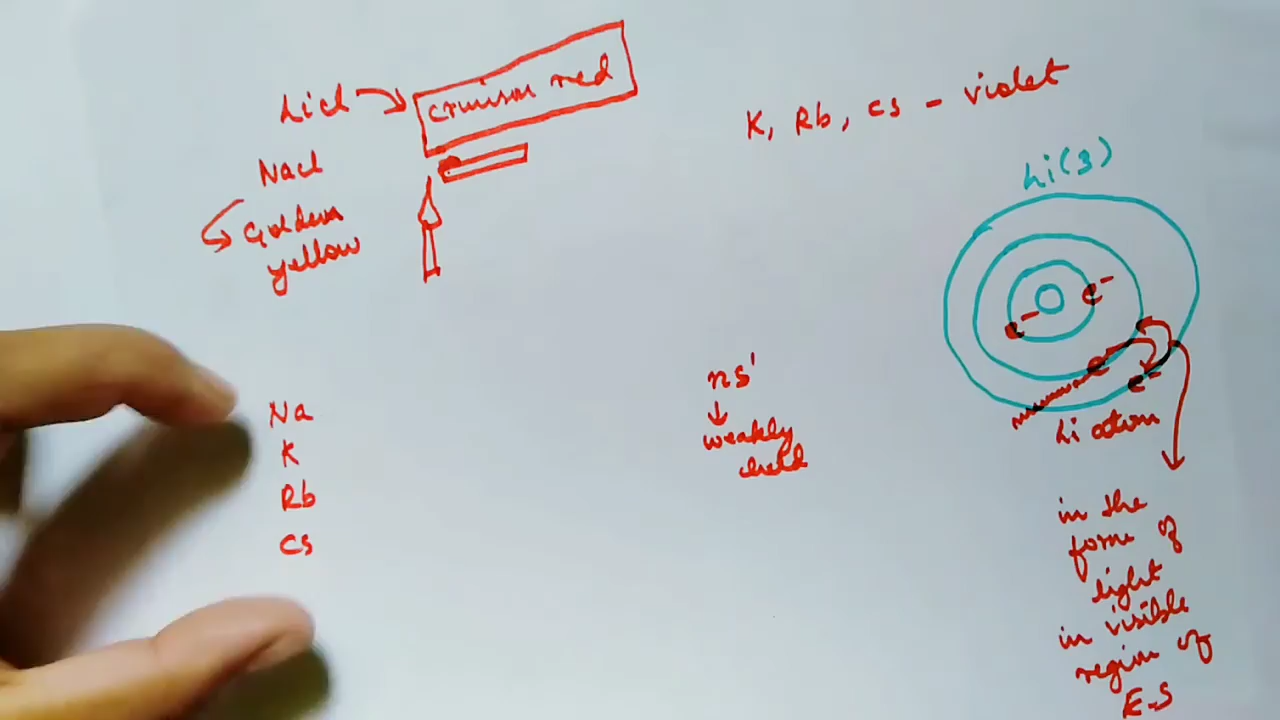 Licl
crimson red
K, Rb, Cs - violet
Nacl
Golden
yellow
Li(3)
e-
e-
e-
e-
Li atom
Na
K
Rb
Cs
ns'
weakly
held
in the
form of
light
in visible
region of
E.S